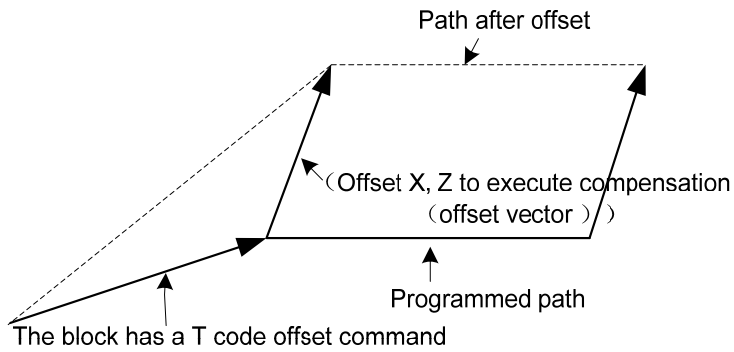 Path after offset
（Offset X, Z to execute compensation
（offset vector ））
Programmed path
The block has a T code offset command